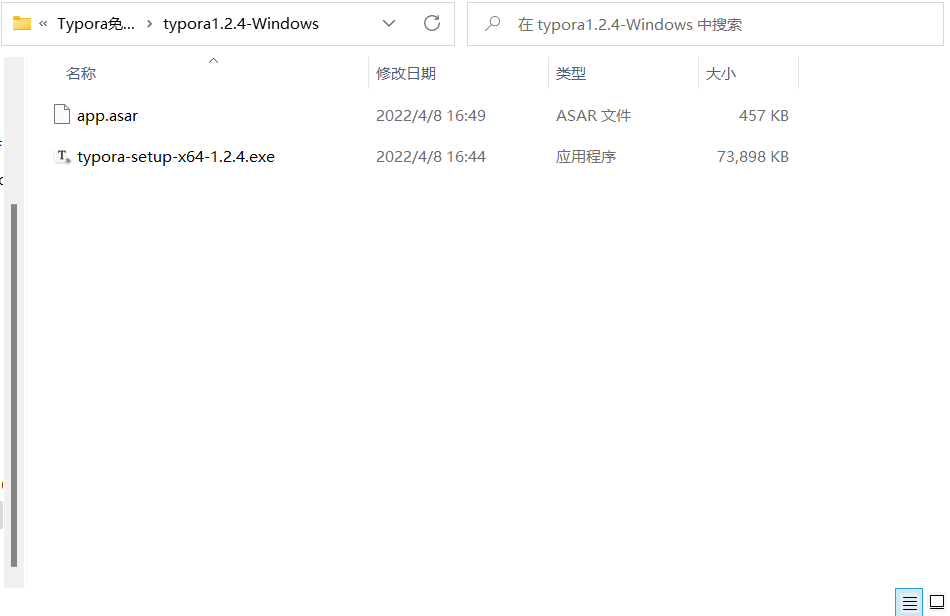 « Typora免... › typora1.2.4-Windows
在 typora1.2.4-Windows 中搜索
名称 修改日期 类型 大小
app.asar 2022/4/8 16:49 ASAR 文件 457 KB
typora-setup-x64-1.2.4.exe 2022/4/8 16:44 应用程序 73,898 KB